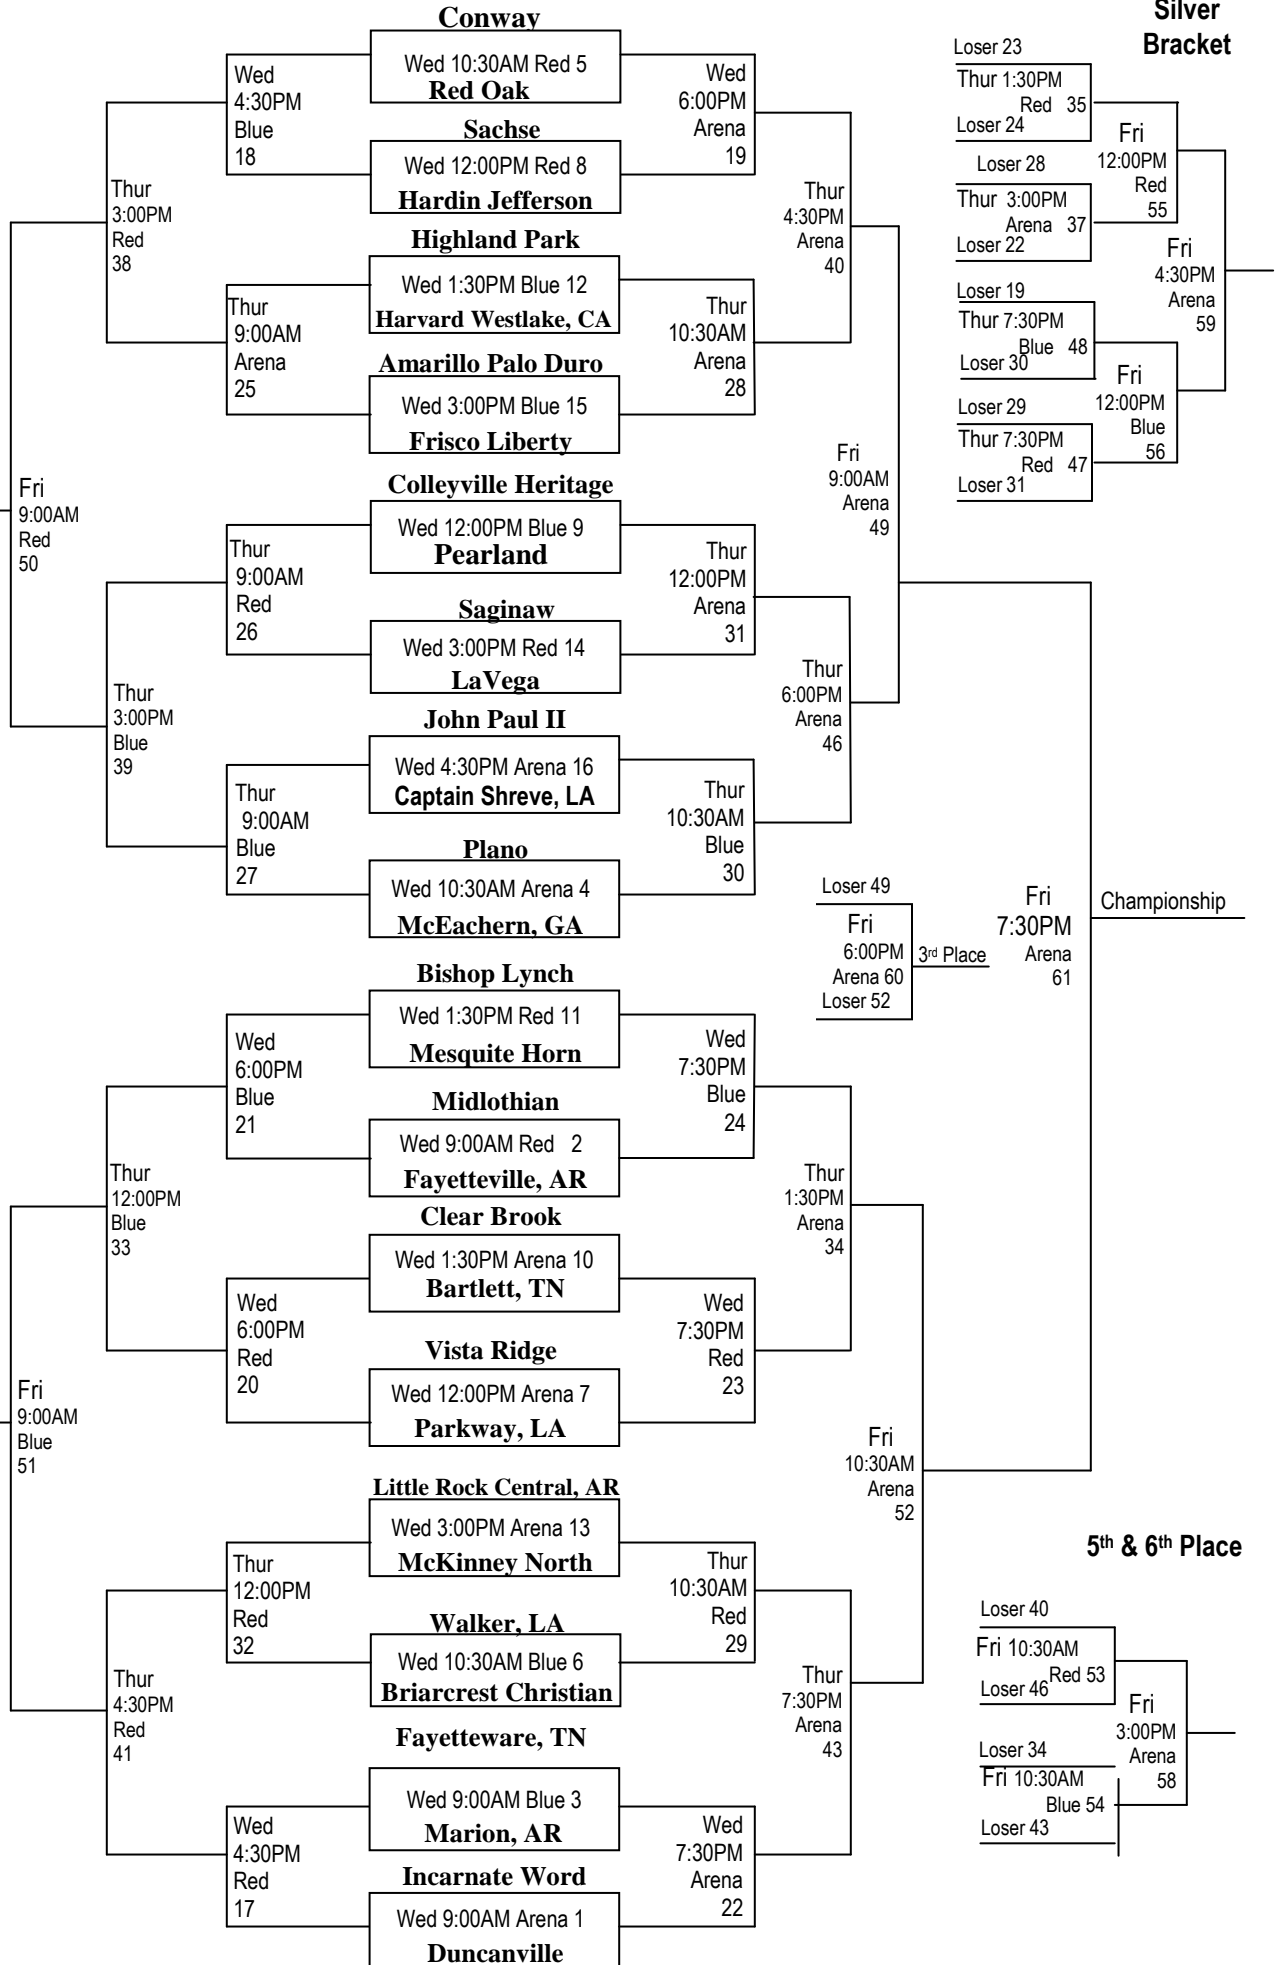 Silver
Bracket
Conway
Wed 10:30AM Red 5
Red Oak
Sachse
Wed 12:00PM Red 8
Hardin Jefferson
Highland Park
Wed 1:30PM Blue 12
Harvard Westlake, CA
Amarillo Palo Duro
Wed 3:00PM Blue 15
Frisco Liberty
Colleyville Heritage
Wed 12:00PM Blue 9
Pearland
Saginaw
Wed 3:00PM Red 14
LaVega
John Paul II
Wed 4:30PM Arena 16
Captain Shreve, LA
Plano
Wed 10:30AM Arena 4
McEachern, GA
Bishop Lynch
Wed 1:30PM Red 11
Mesquite Horn
Midlothian
Wed 9:00AM Red 2
Fayetteville, AR
Clear Brook
Wed 1:30PM Arena 10
Bartlett, TN
Vista Ridge
Wed 12:00PM Arena 7
Parkway, LA
Little Rock Central, AR
Wed 3:00PM Arena 13
McKinney North
Walker, LA
Wed 10:30AM Blue 6
Briarcrest Christian
Fayetteware, TN
Wed 9:00AM Blue 3
Marion, AR
Incarnate Word
Wed 9:00AM Arena 1
Duncanville
Wed
4:30PM
Blue
18
Thur
9:00AM
Arena
25
Thur
9:00AM
Red
26
Thur
9:00AM
Blue
27
Wed
6:00PM
Blue
21
Wed
6:00PM
Red
20
Thur
12:00PM
Red
32
Wed
4:30PM
Red
17
Thur
3:00PM
Red
38
Thur
3:00PM
Blue
39
Thur
12:00PM
Blue
33
Thur
4:30PM
Red
41
Fri
9:00AM
Red
50
Fri
9:00AM
Blue
51
Wed
6:00PM
Arena
19
Thur
10:30AM
Arena
28
Thur
12:00PM
Arena
31
Thur
10:30AM
Blue
30
Wed
7:30PM
Blue
24
Wed
7:30PM
Red
23
Thur
10:30AM
Red
29
Wed
7:30PM
Arena
22
Thur
4:30PM
Arena
40
Thur
6:00PM
Arena
46
Thur
1:30PM
Arena
34
Thur
7:30PM
Arena
43
Fri
9:00AM
Arena
49
Fri
10:30AM
Arena
52
Loser 49
Fri
6:00PM
Arena 60
Loser 52
3rd Place
Fri
7:30PM
Arena
61
Championship
Loser 23
Thur 1:30PM
Red 35
Loser 24
Loser 28
Thur 3:00PM
Arena 37
Loser 22
Loser 19
Thur 7:30PM
Blue 48
Loser 30
Loser 29
Thur 7:30PM
Red 47
Loser 31
Fri
12:00PM
Red
55
Fri
12:00PM
Blue
56
Fri
4:30PM
Arena
59
5th & 6th Place
Loser 40
Fri 10:30AM
Red 53
Loser 46
Loser 34
Fri 10:30AM
Blue 54
Loser 43
Fri
3:00PM
Arena
58